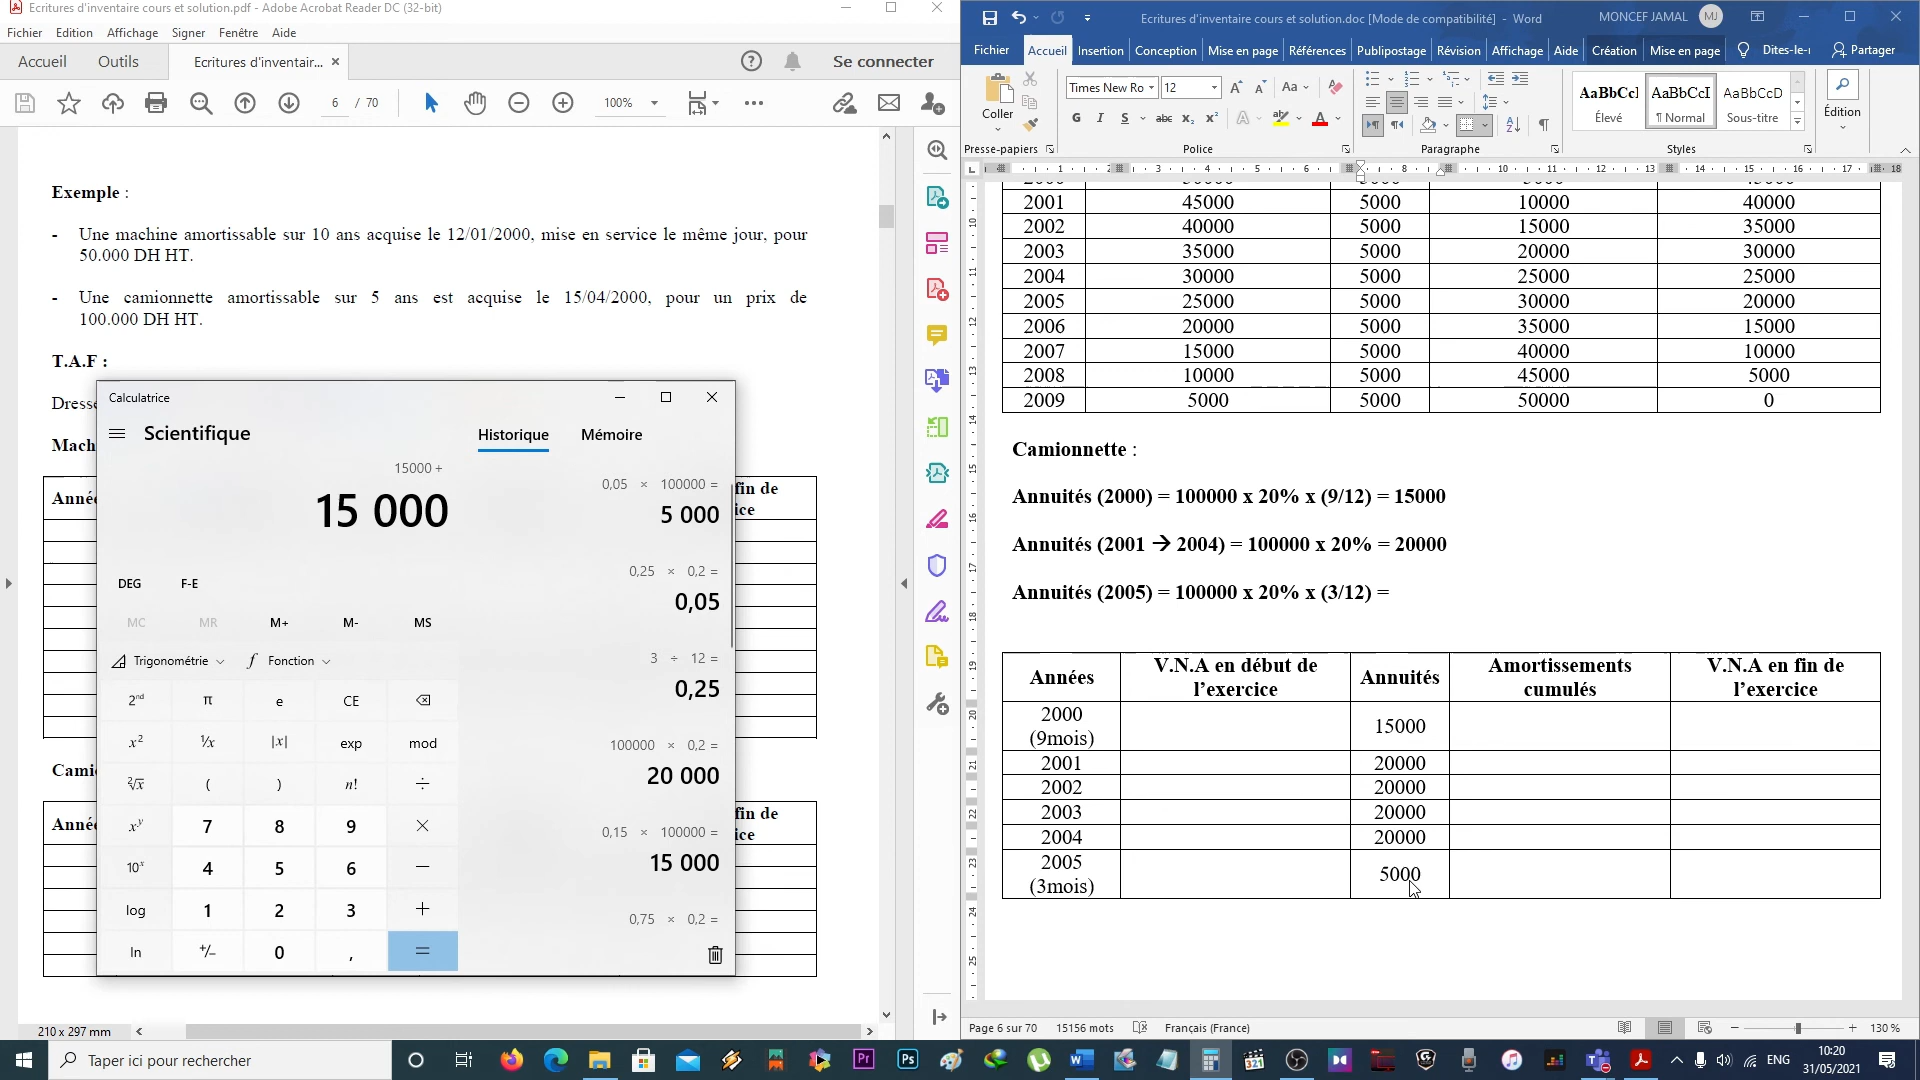 Ecritures d'inventaire cours et solution.pdf - Adobe Acrobat Reader DC (32-bit)
Fichier Edition Affichage Signer Fenêtre Aide
Accueil Outils Ecritures d'inventair... × Se connecter
6 / 70 100%
Exemple :
- Une machine amortissable sur 10 ans acquise le 12/01/2000, mise en service le même jour, pour
50.000 DH HT.
- Une camionnette amortissable sur 5 ans est acquise le 15/04/2000, pour un prix de
100.000 DH HT.
T.A.F :
Calculatrice
Scientifique
Historique Mémoire
15000 +
15 000
0,05 × 100000 =
5 000
0,25 × 0,2 =
0,05
3 ÷ 12 =
0,25
100000 × 0,2 =
20 000
0,15 × 100000 =
15 000
0,75 × 0,2 =
DEG F-E
MC MR M+ M- MS
Trigonométrie f Fonction
2nd π e CE
x² ¹/x |x| exp mod
²√x ( ) n! ÷
xʸ 7 8 9 ×
10ˣ 4 5 6 −
log 1 2 3 +
ln +/− 0 , =
fin de
ice
fin de
ice
210 x 297 mm
Ecritures d'inventaire cours et solution.doc [Mode de compatibilité] - Word
MONCEF JAMAL MJ
Fichier Accueil Insertion Conception Mise en page Références Publipostage Révision Affichage Aide Création Mise en page Dites-le-i Partager
Coller
Times New Ro 12
G I S abc x₂ x²
AaBbCcl AaBbCcI AaBbCcD
Élevé ¶ Normal Sous-titre
Édition
Presse-papiers Police Paragraphe Styles
2001 45000 5000 10000 40000
2002 40000 5000 15000 35000
2003 35000 5000 20000 30000
2004 30000 5000 25000 25000
2005 25000 5000 30000 20000
2006 20000 5000 35000 15000
2007 15000 5000 40000 10000
2008 10000 5000 45000 5000
2009 5000 5000 50000 0
Camionnette :
Annuités (2000) = 100000 x 20% x (9/12) = 15000
Annuités (2001 → 2004) = 100000 x 20% = 20000
Annuités (2005) = 100000 x 20% x (3/12) =
Années V.N.A en début de l’exercice Annuités Amortissements cumulés V.N.A en fin de l’exercice
2000 (9mois) 15000
2001 20000
2002 20000
2003 20000
2004 20000
2005 (3mois) 5000
Page 6 sur 70 15156 mots Français (France) 130 %
Taper ici pour rechercher
ENG
10:20
31/05/2021